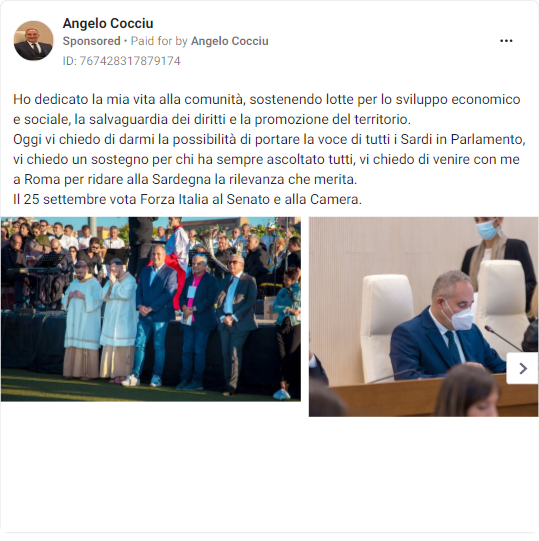 Angelo Cocciu
Sponsored • Paid for by Angelo Cocciu
ID: 767428317879174
Ho dedicato la mia vita alla comunità, sostenendo lotte per lo sviluppo economico
e sociale, la salvaguardia dei diritti e la promozione del territorio.
Oggi vi chiedo di darmi la possibilità di portare la voce di tutti i Sardi in Parlamento,
vi chiedo un sostegno per chi ha sempre ascoltato tutti, vi chiedo di venire con me
a Roma per ridare alla Sardegna la rilevanza che merita.
Il 25 settembre vota Forza Italia al Senato e alla Camera.